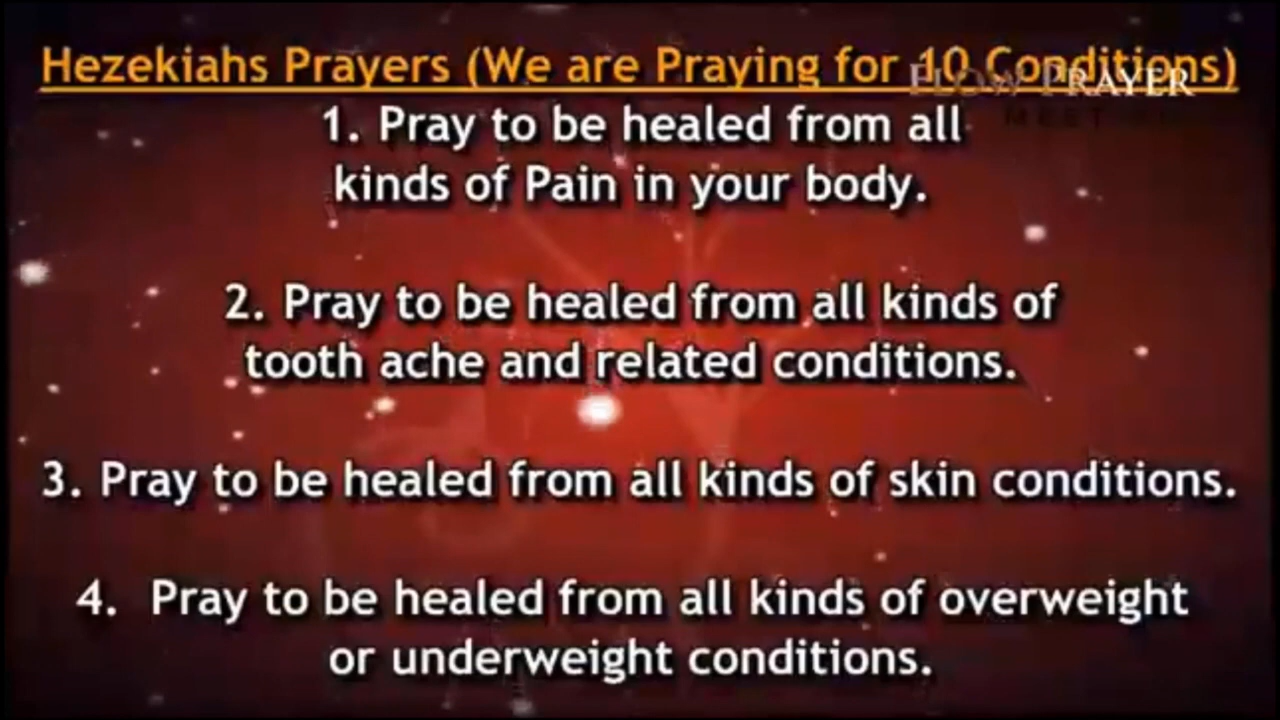 Hezekiahs Prayers (We are Praying for 10 Conditions)
FLOW PRAYER
1. Pray to be healed from all
kinds of Pain in your body.
2. Pray to be healed from all kinds of
tooth ache and related conditions.
3. Pray to be healed from all kinds of skin conditions.
4. Pray to be healed from all kinds of overweight
or underweight conditions.